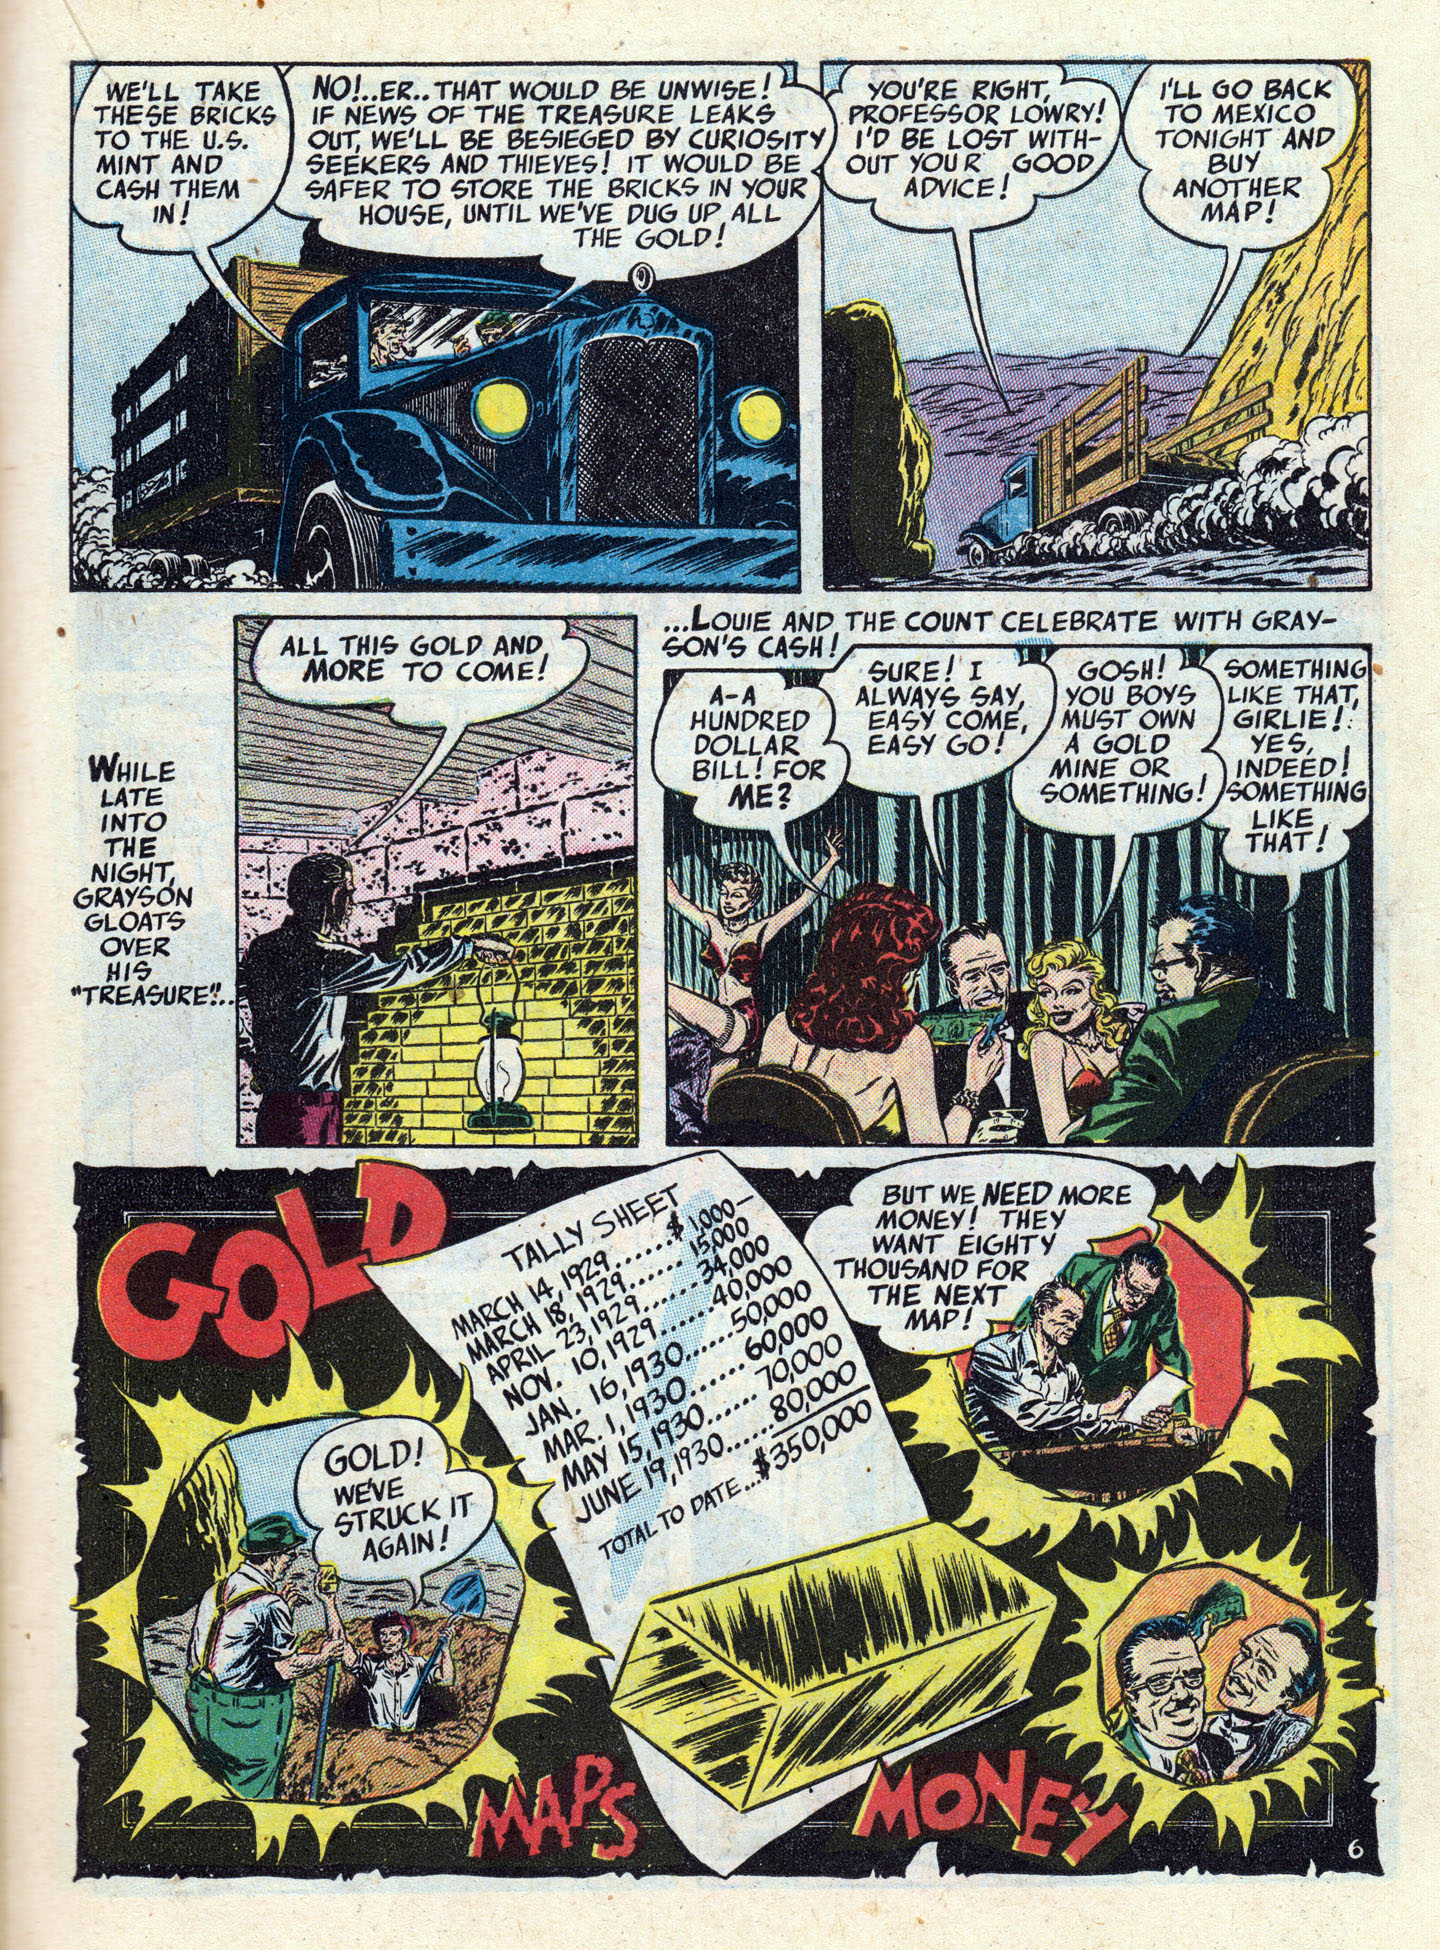 WE'LL TAKE
THESE BRICKS
TO THE U.S.
MINT AND
CASH THEM
IN!
NO!..ER..THAT WOULD BE UNWISE!
IF NEWS OF THE TREASURE LEAKS
OUT, WE'LL BE BESIEGED BY CURIOSITY
SEEKERS AND THIEVES! IT WOULD BE
SAFER TO STORE THE BRICKS IN YOUR
HOUSE, UNTIL WE'VE DUG UP ALL
THE GOLD!
YOU'RE RIGHT,
PROFESSOR LOWRY!
I'D BE LOST WITH-
OUT YOUR GOOD
ADVICE!
I'LL GO BACK
TO MEXICO
TONIGHT AND
BUY
ANOTHER
MAP!
WHILE
LATE
INTO
THE
NIGHT,
GRAYSON
GLOATS
OVER
HIS
"TREASURE"...
ALL THIS GOLD AND
MORE TO COME!
...LOUIE AND THE COUNT CELEBRATE WITH GRAY-
SON'S CASH!
A-A
HUNDRED
DOLLAR
BILL! FOR
ME?
SURE! I
ALWAYS SAY,
EASY COME,
EASY GO!
GOSH!
YOU BOYS
MUST OWN
A GOLD
MINE OR
SOMETHING!
SOMETHING
LIKE THAT,
GIRLIE!
YES,
INDEED!
SOMETHING
LIKE
THAT!
GOLD
TALLY SHEET
MARCH 14, 1929......$1,000-
MARCH 18, 1929......15,000
APRIL 23, 1929......34,000
NOV. 10, 1929......40,000
JAN. 16, 1930......50,000
MAR. 1, 1930......60,000
MAY 15, 1930......70,000
JUNE 19, 1930......80,000
TOTAL TO DATE...$350,000
BUT WE NEED MORE
MONEY! THEY
WANT EIGHTY
THOUSAND FOR
THE NEXT
MAP!
GOLD!
WE'VE
STRUCK IT
AGAIN!
MAPS
MONEY
6